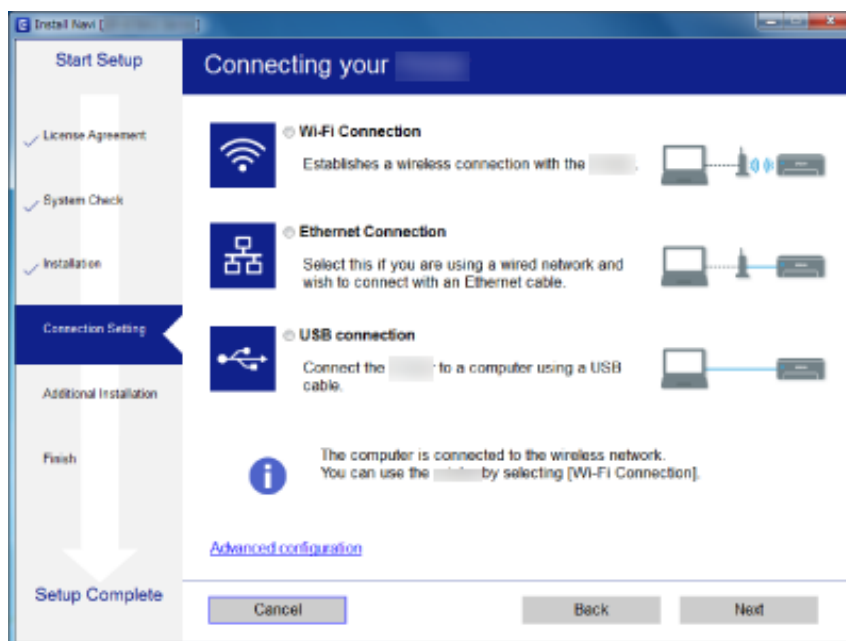 Install Navi [ ]
Start Setup
Connecting your
License Agreement
System Check
Installation
Connection Setting
Additional Installation
Finish
Setup Complete
Wi-Fi Connection
Establishes a wireless connection with the .
Ethernet Connection
Select this if you are using a wired network and
wish to connect with an Ethernet cable.
USB connection
Connect the to a computer using a USB
cable.
The computer is connected to the wireless network.
You can use the by selecting [Wi-Fi Connection].
Advanced configuration
Cancel
Back
Next